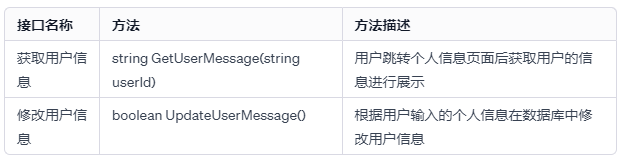 接口名称 方法 方法描述
获取用户信 string GetUserMessage(string 用户跳转个人信息页面后获取用户的信
息 userId) 息进行展示
修改用户信 boolean UpdateUserMessage() 根据用户输入的个人信息在数据库中修
息 改用户信息